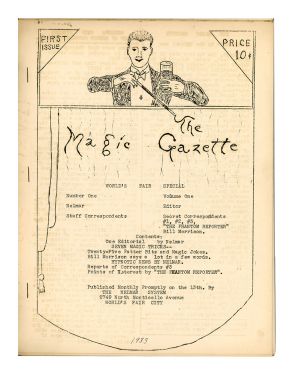 FIRST
ISSUE
PRICE
10¢
The
Magic Gazette
WORLD'S FAIR SPECIAL
Number One Volume One
Nelmar Editor
Staff Correspondents Secret Correspondents
#1, #2, #3,
"THE PHANTOM REPORTER"
Bill Morrison.
Contents:
One Editorial by Nelmar
SEVEN MAGIC TRICKS--
Twenty-Five Patter Bits and Magic Jokes.
Bill Morrison says a lot in a few words.
HYPNOTIC NEWS BY NELMAR.
Reports of Correspondents #3
Points of Interest by "THE PHANTOM REPORTER".
Published Monthly Promptly on the 15th. By
THE NELMAR SYSTEM
2749 North Monticello Avenue
WORLD'S FAIR CITY
1933